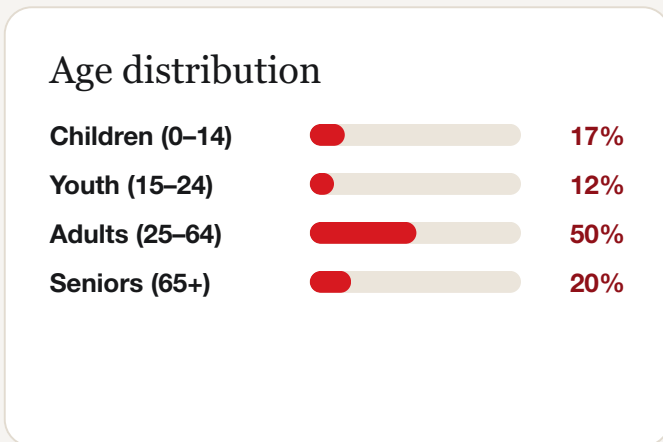 Age distribution
Children (0–14) 17%
Youth (15–24) 12%
Adults (25–64) 50%
Seniors (65+) 20%